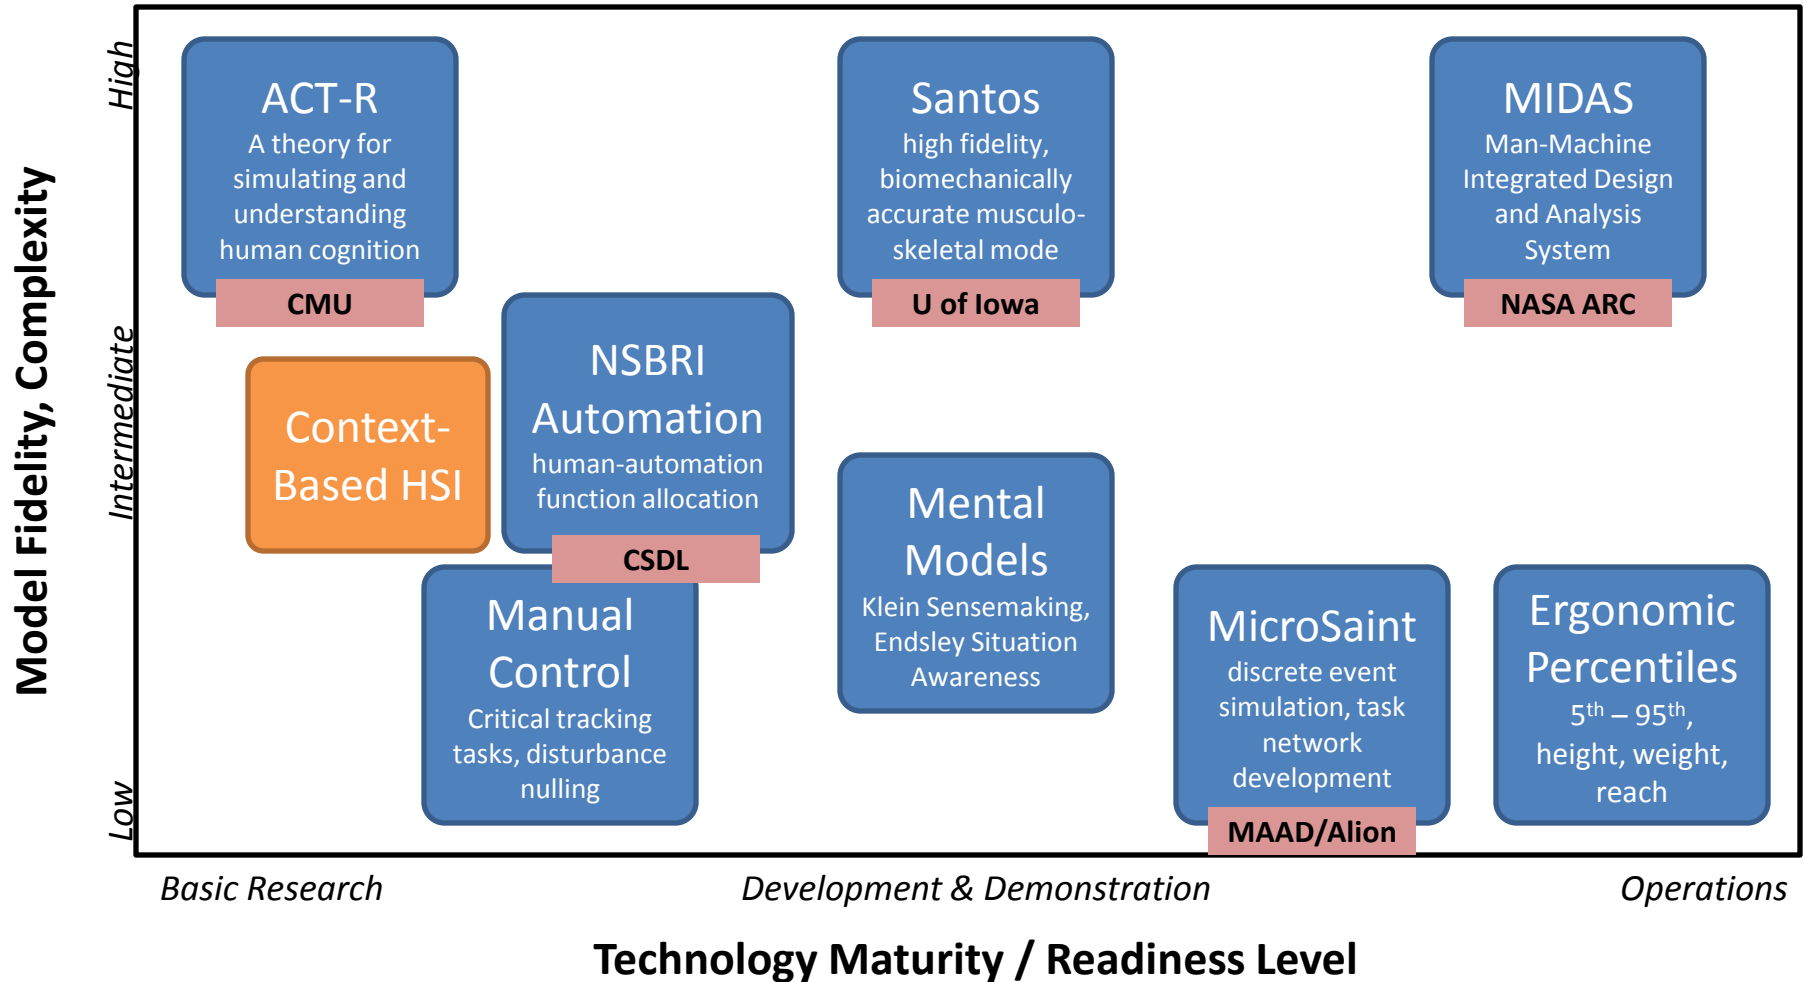 Model Fidelity, Complexity
High
Intermediate
Low
ACT-R
A theory for
simulating and
understanding
human cognition
CMU
Santos
high fidelity,
biomechanically
accurate musculo-
skeletal mode
U of Iowa
MIDAS
Man-Machine
Integrated Design
and Analysis
System
NASA ARC
Context-
Based HSI
NSBRI
Automation
human-automation
function allocation
CSDL
Manual
Control
Critical tracking
tasks, disturbance
nulling
Mental
Models
Klein Sensemaking,
Endsley Situation
Awareness
MicroSaint
discrete event
simulation, task
network
development
MAAD/Alion
Ergonomic
Percentiles
5th – 95th,
height, weight,
reach
Basic Research
Development & Demonstration
Operations
Technology Maturity / Readiness Level